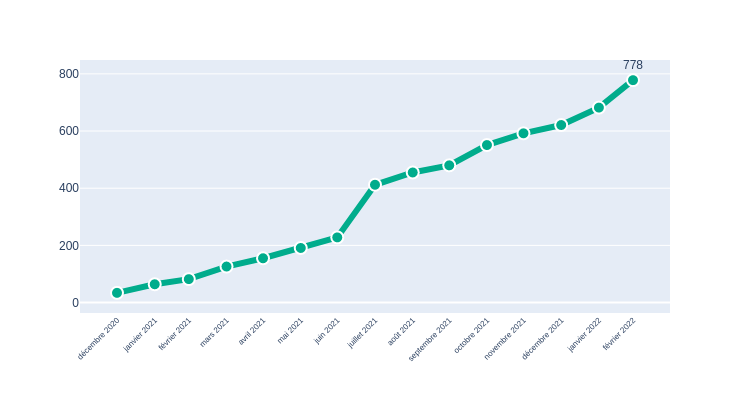 778
800
600
400
200
0
décembre 2020
janvier 2021
février 2021
mars 2021
avril 2021
mai 2021
juin 2021
juillet 2021
août 2021
septembre 2021
octobre 2021
novembre 2021
décembre 2021
janvier 2022
février 2022